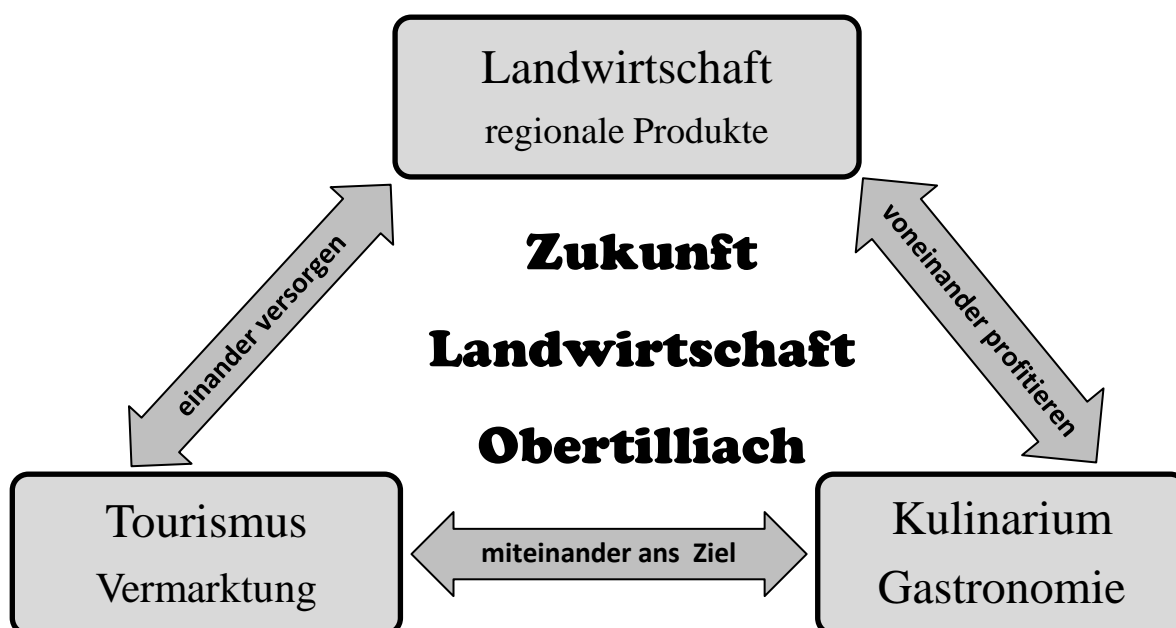 Landwirtschaft
regionale Produkte
einander versorgen
voneinander profitieren
Zukunft
Landwirtschaft
Obertilliach
Tourismus
Vermarktung
miteinander ans Ziel
Kulinarium
Gastronomie